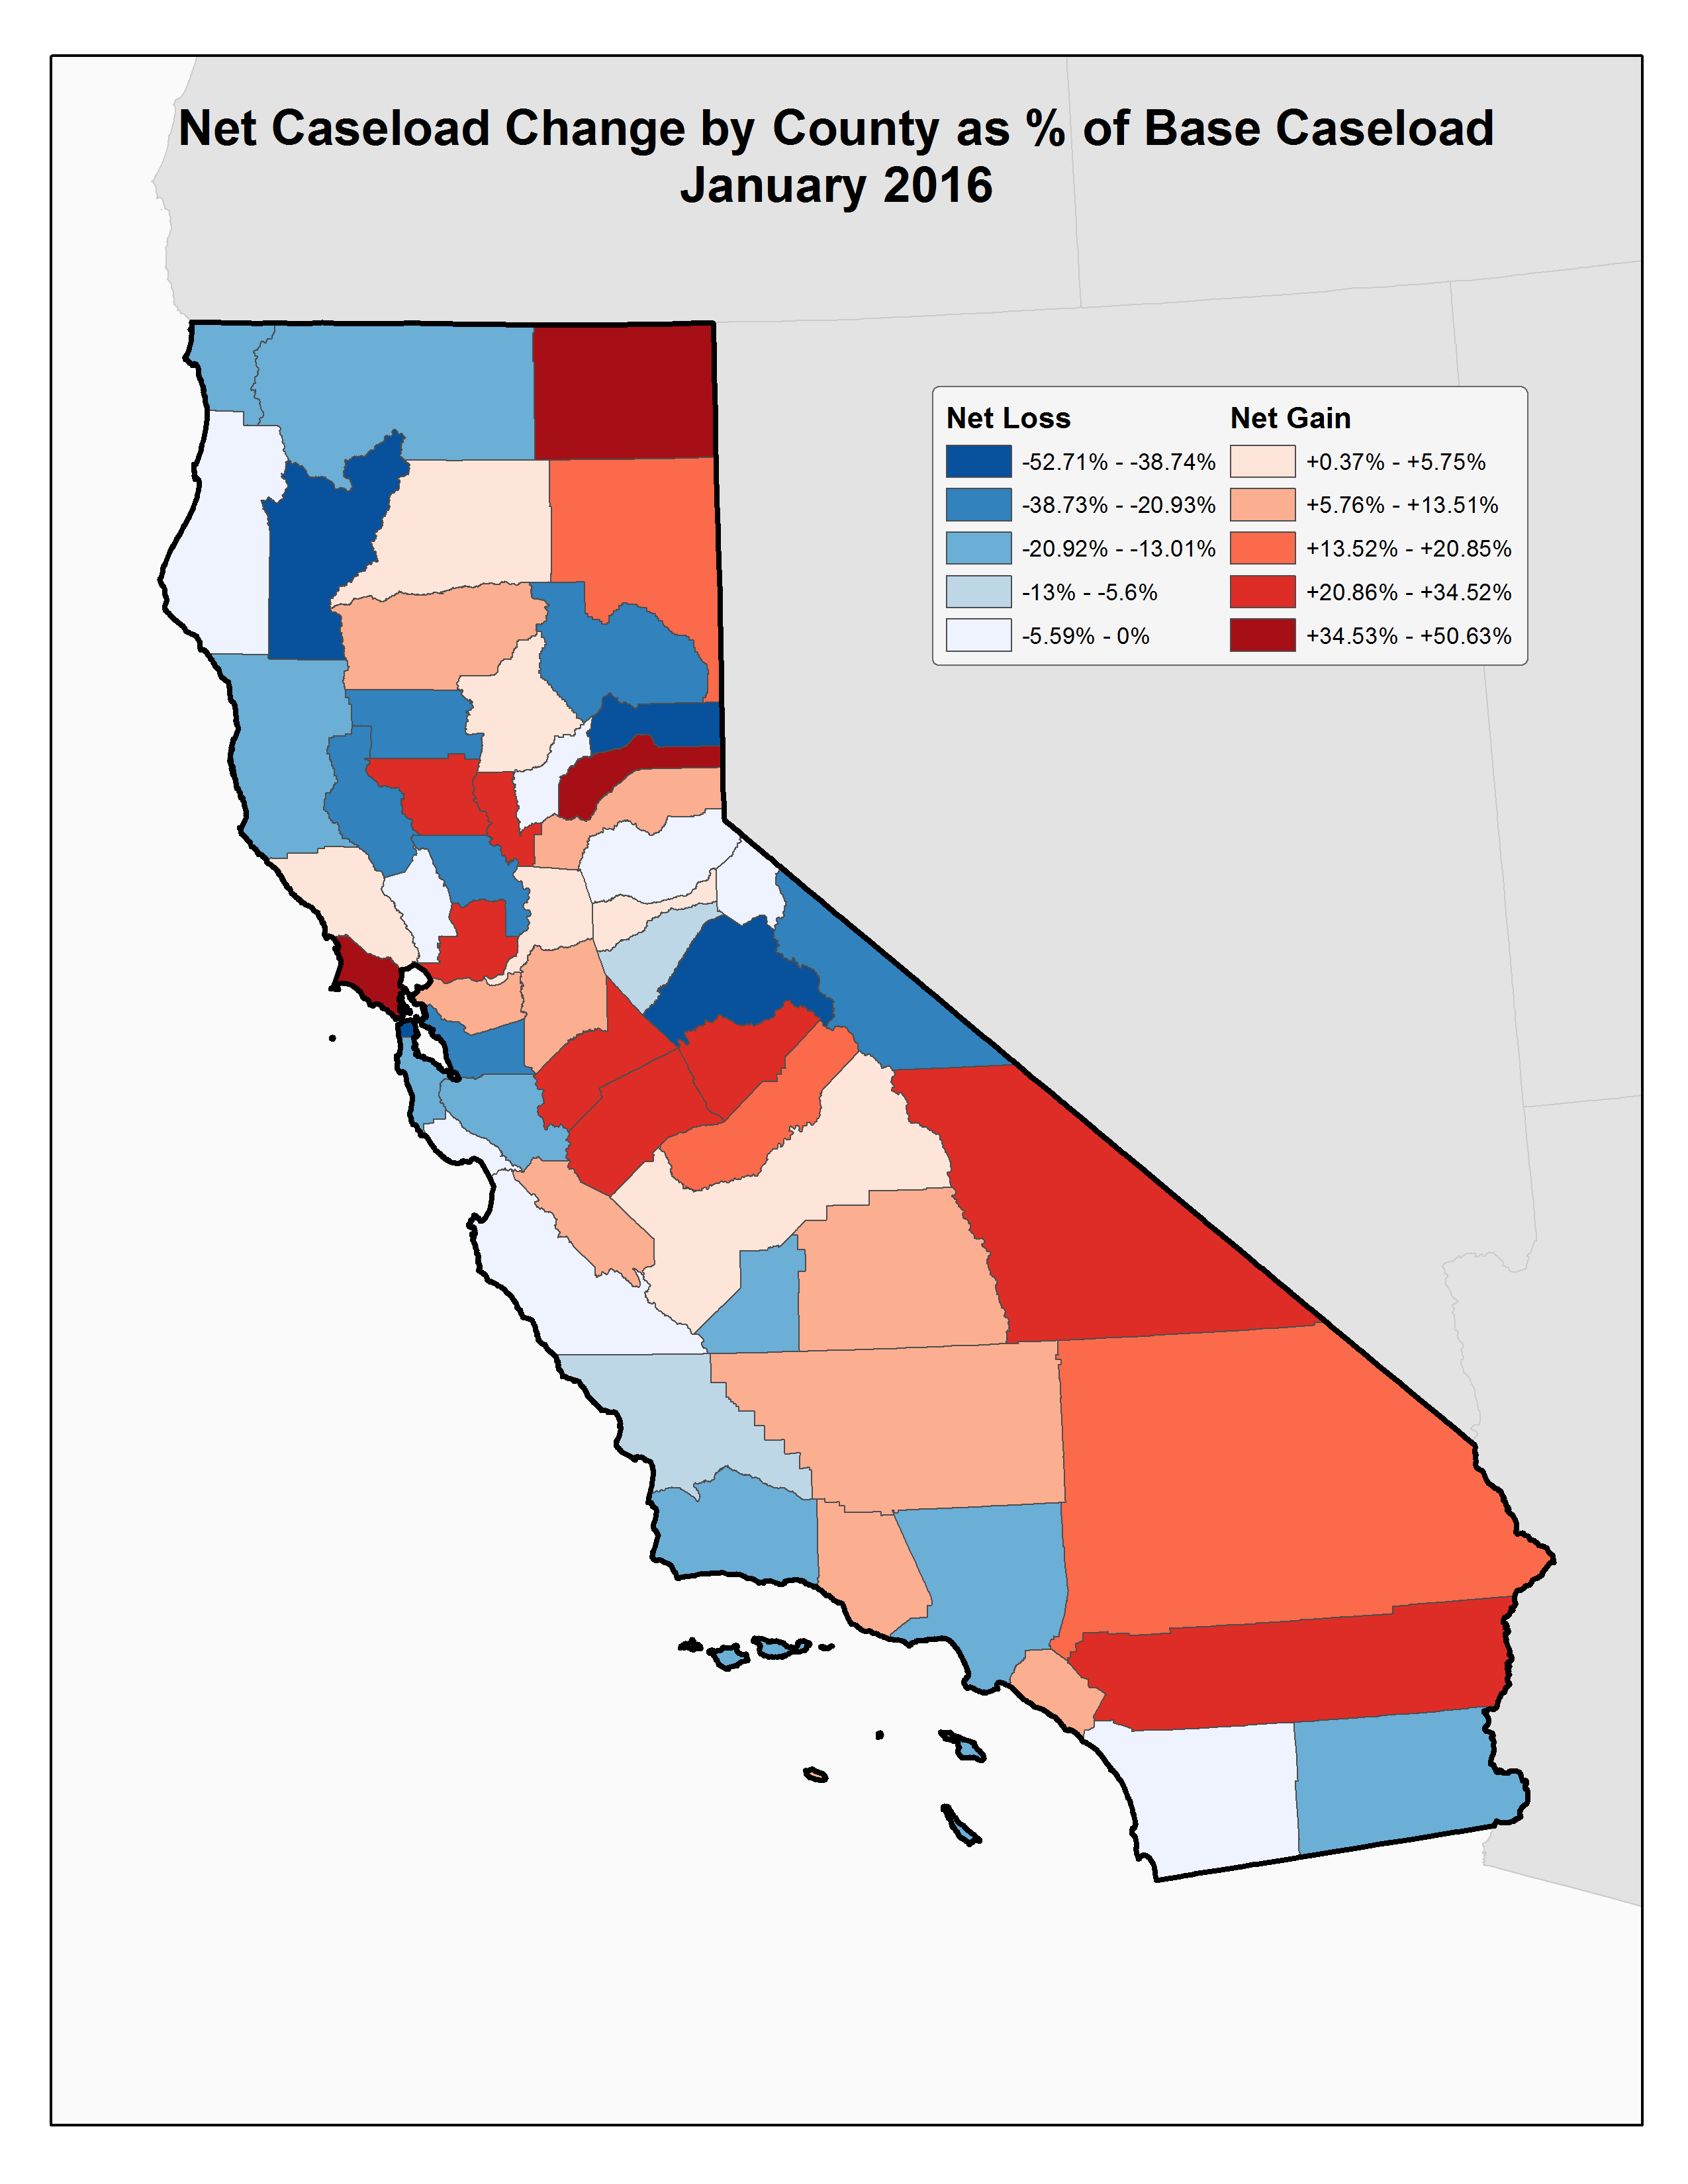 Net Caseload Change by County as % of Base Caseload
January 2016
Net Loss
-52.71% - -38.74%
-38.73% - -20.93%
-20.92% - -13.01%
-13% - -5.6%
-5.59% - 0%
Net Gain
+0.37% - +5.75%
+5.76% - +13.51%
+13.52% - +20.85%
+20.86% - +34.52%
+34.53% - +50.63%